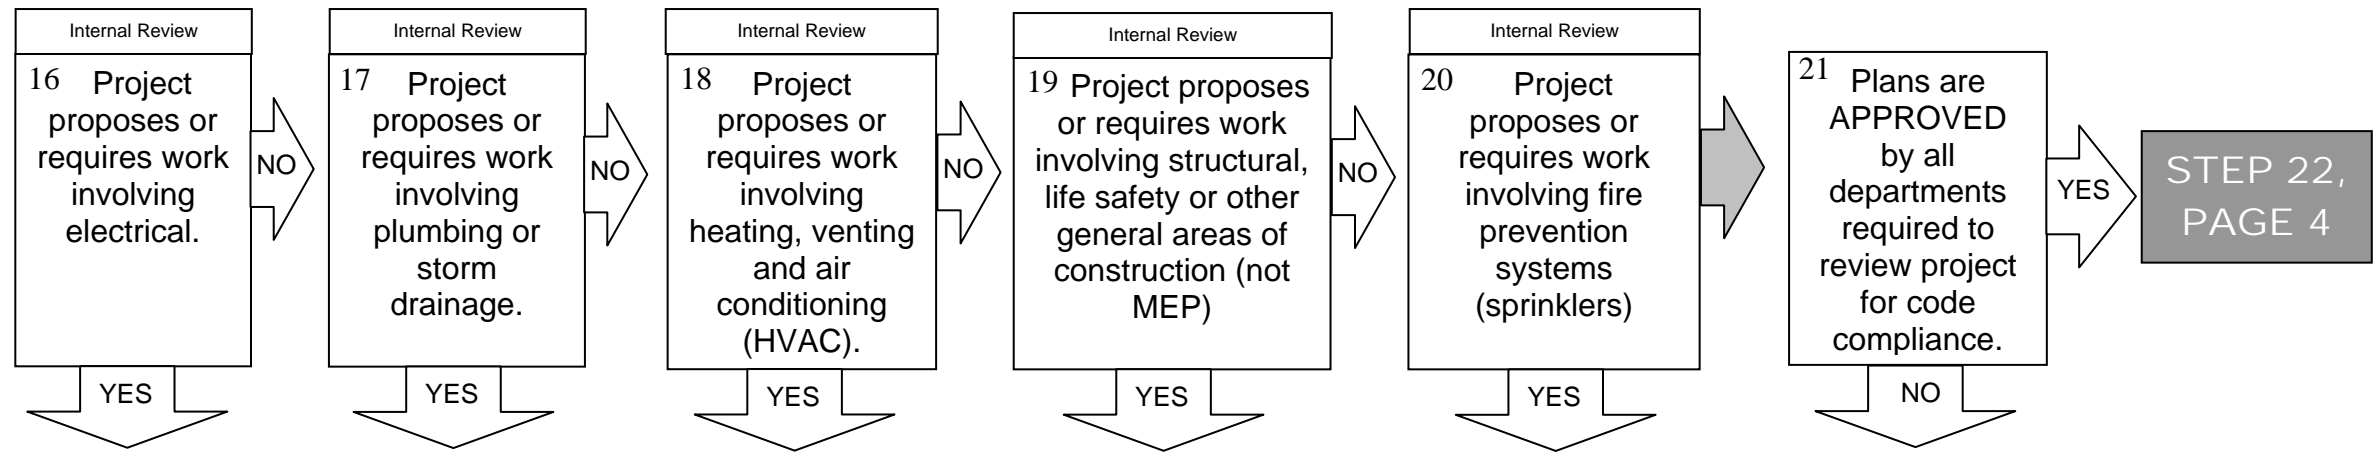 Internal Review
16 Project
proposes or
requires work
involving
electrical.
YES
NO
Internal Review
17 Project
proposes or
requires work
involving
plumbing or
storm
drainage.
YES
NO
Internal Review
18 Project
proposes or
requires work
involving
heating, venting
and air
conditioning
(HVAC).
YES
NO
Internal Review
19 Project proposes
or requires work
involving structural,
life safety or other
general areas of
construction (not
MEP)
YES
NO
Internal Review
20 Project
proposes or
requires work
involving fire
prevention
systems
(sprinklers)
YES
21 Plans are
APPROVED
by all
departments
required to
review project
for code
compliance.
NO
YES
STEP 22,
PAGE 4